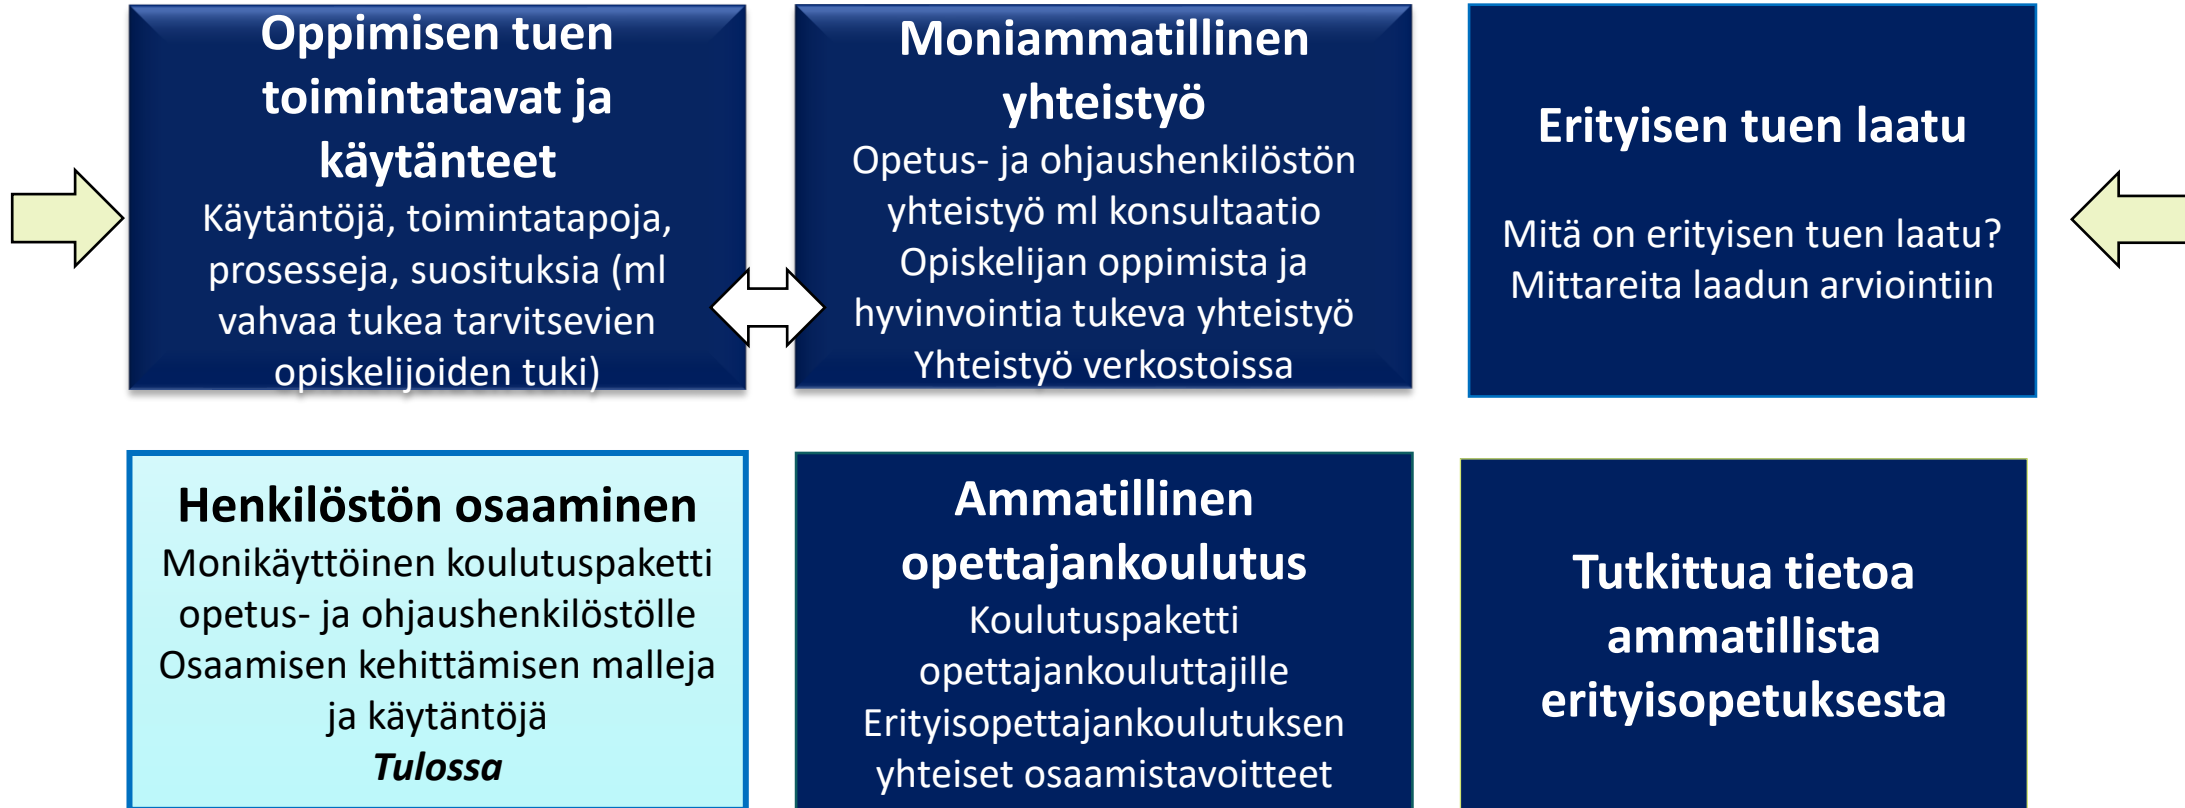 Oppimisen tuen
toimintatavat ja
käytänteet
Käytäntöjä, toimintatapoja,
prosesseja, suosituksia (ml
vahvaa tukea tarvitsevien
opiskelijoiden tuki)
Moniammatillinen
yhteistyö
Opetus- ja ohjaushenkilöstön
yhteistyö ml konsultaatio
Opiskelijan oppimista ja
hyvinvointia tukeva yhteistyö
Yhteistyö verkostoissa
Erityisen tuen laatu
Mitä on erityisen tuen laatu?
Mittareita laadun arviointiin
Henkilöstön osaaminen
Monikäyttöinen koulutuspaketti
opetus- ja ohjaushenkilöstölle
Osaamisen kehittämisen malleja
ja käytäntöjä
Tulossa
Ammatillinen
opettajankoulutus
Koulutuspaketti
opettajankouluttajille
Erityisopettajankoulutuksen
yhteiset osaamistavoitteet
Tutkittua tietoa
ammatillista
erityisopetuksesta